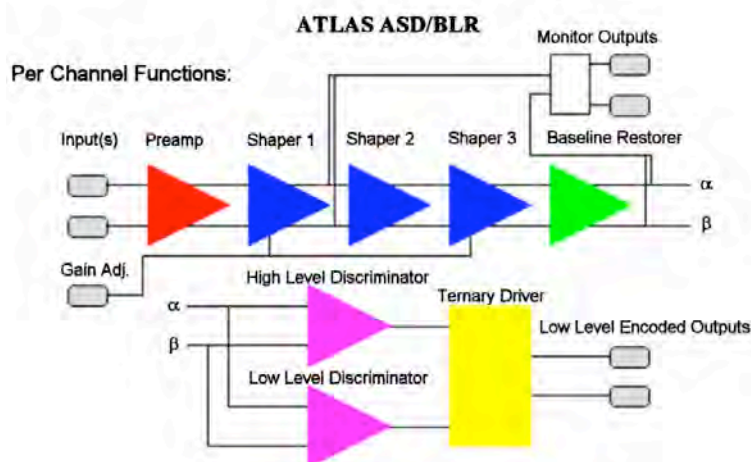 ATLAS ASD/BLR
Monitor Outputs
Per Channel Functions:
Input(s) Preamp Shaper 1 Shaper 2 Shaper 3 Baseline Restorer
α
β
Gain Adj.
High Level Discriminator Ternary Driver
α
Low Level Encoded Outputs
β
Low Level Discriminator